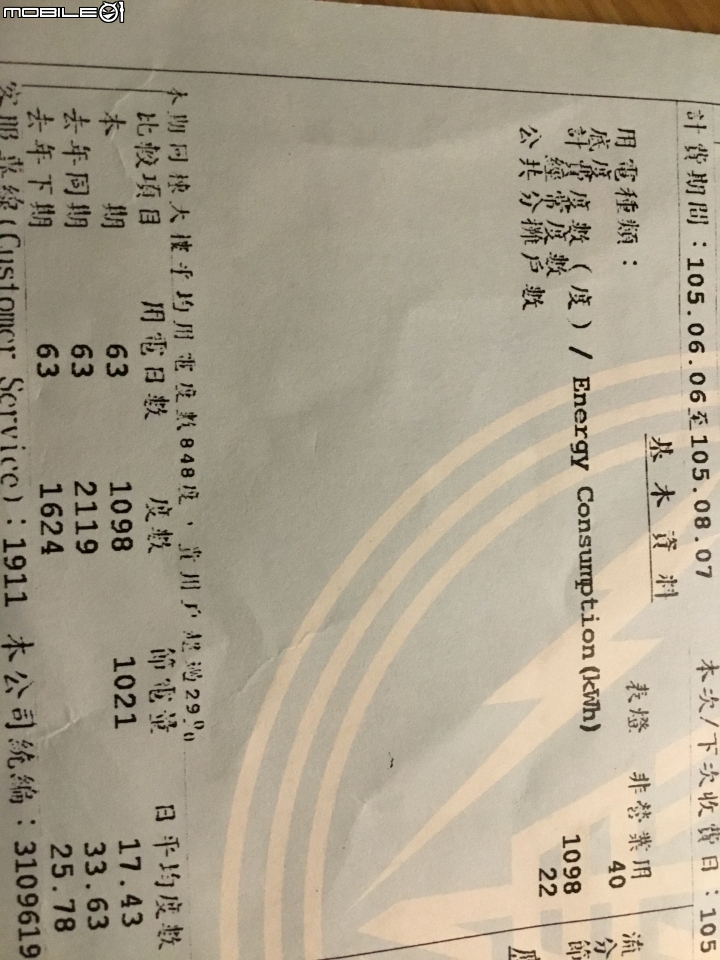 MOBILE01
計費期間：105.06.06至105.08.07 本次/下次收費日：105
基本資料
用電種類： 表燈 非營業用
底度 40
計費度數（度）/ Energy Consumption(kWh)
經常度數 1098
公共分攤戶數 22
流
分
節
度
本期同棟大樓平均用電度數848度，貴用戶超過29%
比較項目 用電日數 度數 節電量 日平均度數
本期 63 1098 1021 17.43
去年同期 63 2119 33.63
去年下期 63 1624 25.78
客服專線(Customer Service)：1911 本公司統編：3109619